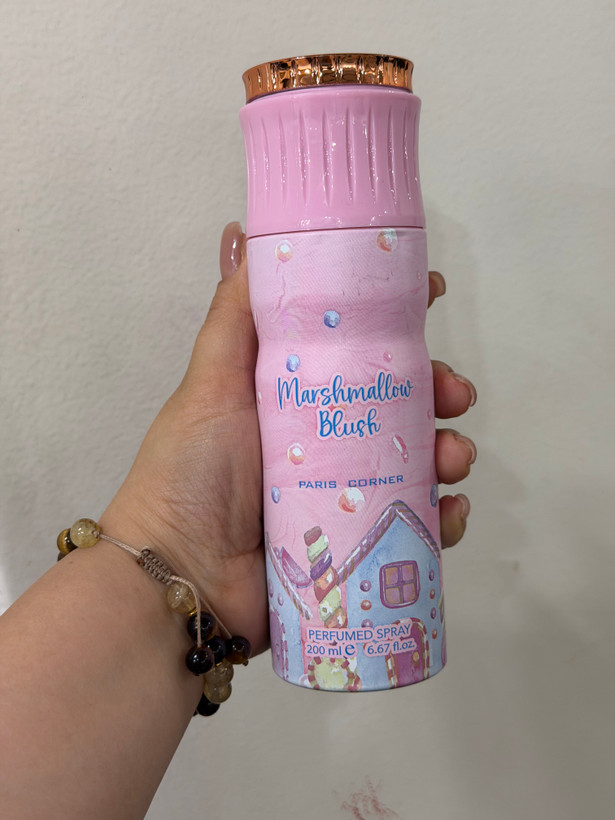 Marshmallow
Blush
PARIS CORNER
PERFUMED SPRAY
200 ml e 6.67 fl.oz.